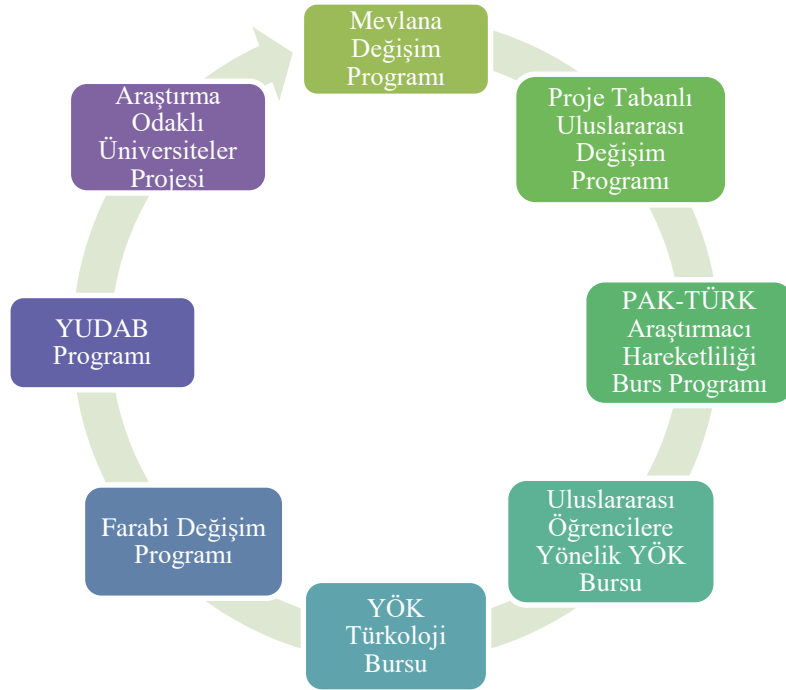 Mevlana
Değişim
Programı
Proje Tabanlı
Uluslararası
Değişim
Programı
PAK-TÜRK
Araştırmacı
Hareketliliği
Burs Programı
Uluslararası
Öğrencilere
Yönelik YÖK
Bursu
YÖK
Türkoloji
Bursu
Farabi Değişim
Programı
YUDAB
Programı
Araştırma
Odaklı
Üniversiteler
Projesi